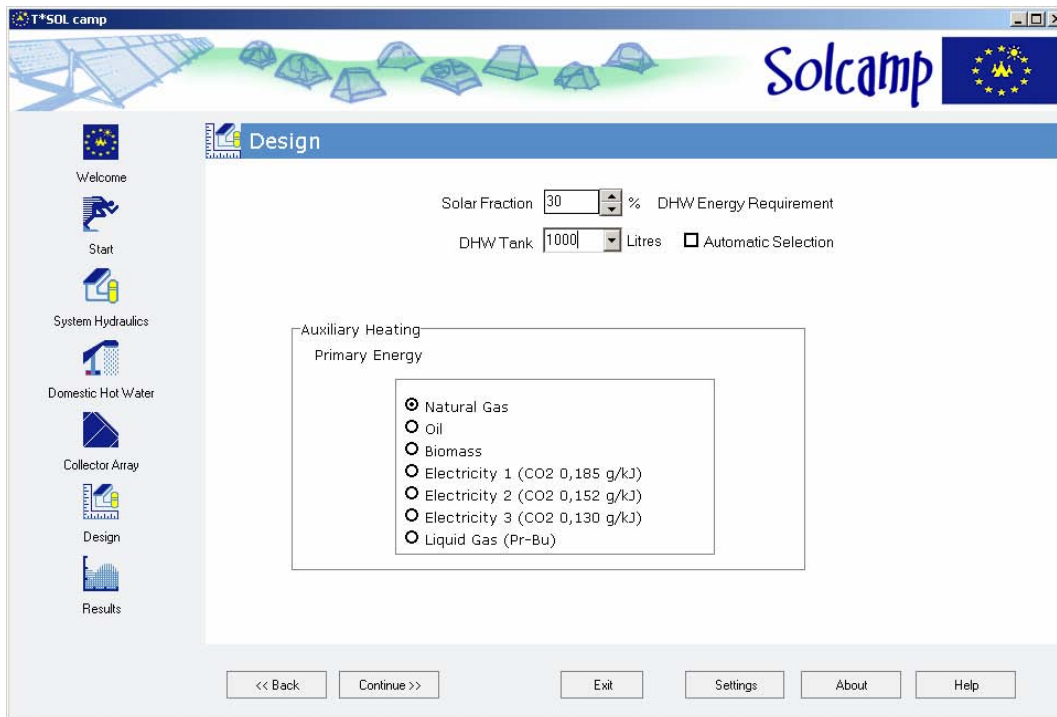 T*SOL camp
Solcamp
Welcome
Start
System Hydraulics
Domestic Hot Water
Collector Array
Design
Results
Design
Solar Fraction 30 % DHW Energy Requirement
DHW Tank 1000 Litres Automatic Selection
Auxiliary Heating
Primary Energy
Natural Gas
Oil
Biomass
Electricity 1 (CO2 0,185 g/kJ)
Electricity 2 (CO2 0,152 g/kJ)
Electricity 3 (CO2 0,130 g/kJ)
Liquid Gas (Pr-Bu)
<< Back Continue >> Exit Settings About Help